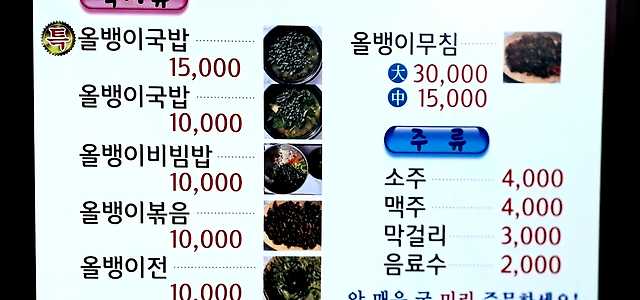 특 올뱅이국밥
15,000
올뱅이국밥
10,000
올뱅이비빔밥
10,000
올뱅이볶음
10,000
올뱅이전
10,000
올뱅이무침
大 30,000
中 15,000
주류
소주 4,000
맥주 4,000
막걸리 3,000
음료수 2,000
미리